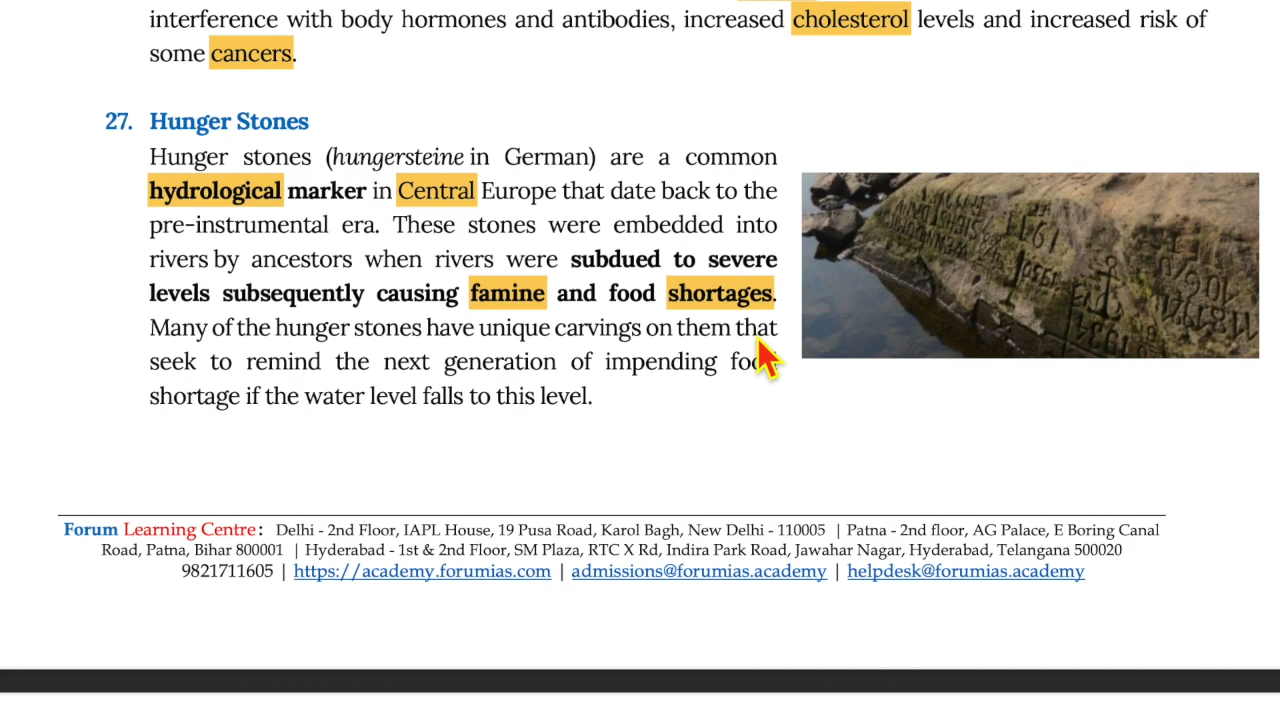 interference with body hormones and antibodies, increased cholesterol levels and increased risk of
some cancers.
27. Hunger Stones
Hunger stones (hungersteine in German) are a common
hydrological marker in Central Europe that date back to the
pre-instrumental era. These stones were embedded into
rivers by ancestors when rivers were subdued to severe
levels subsequently causing famine and food shortages.
Many of the hunger stones have unique carvings on them that
seek to remind the next generation of impending food
shortage if the water level falls to this level.
Forum Learning Centre: Delhi - 2nd Floor, IAPL House, 19 Pusa Road, Karol Bagh, New Delhi - 110005 | Patna - 2nd floor, AG Palace, E Boring Canal
Road, Patna, Bihar 800001 | Hyderabad - 1st & 2nd Floor, SM Plaza, RTC X Rd, Indira Park Road, Jawahar Nagar, Hyderabad, Telangana 500020
9821711605 | https://academy.forumias.com | admissions@forumias.academy | helpdesk@forumias.academy